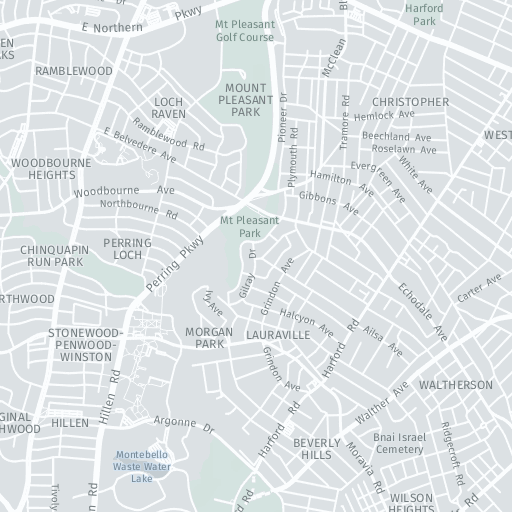 E Northern Pkwy
Mt Pleasant
Golf Course
Harford
Park
McClean
RAMBLEWOOD
MOUNT
PLEASANT
PARK
LOCH
RAVEN
CHRISTOPHER
Hemlock Ave
Pioneer Dr
Tramore Rd
Beechland Ave
Roselawn Ave
Ramblewood Rd
E Belvedere Ave
Plymouth Rd
WOODBOURNE
HEIGHTS
Evergreen Ave
White Ave
Hamilton Ave
Woodbourne Ave
Northbourne Rd
Gibbons Ave
Mt Pleasant
Park
PERRING
LOCH
CHINQUAPIN
RUN PARK
Perring Pkwy
Gilray Dr
Grindon Ave
Ivy Ave
Echodale Ave
Carter Ave
Halcyon Ave
Ailsa Ave
STONEWOOD-
PENWOOD-
WINSTON
MORGAN
PARK
LAURAVILLE
Harford Rd
Grindon Ave
Hillen Rd
Walther Ave
WALTHERSON
HILLEN
Argonne Dr
Harford Rd
BEVERLY
HILLS
Bnai Israel
Cemetery
Ridgecroft Rd
Moravia Rd
Montebello
Waste Water
Lake
WILSON
HEIGHTS